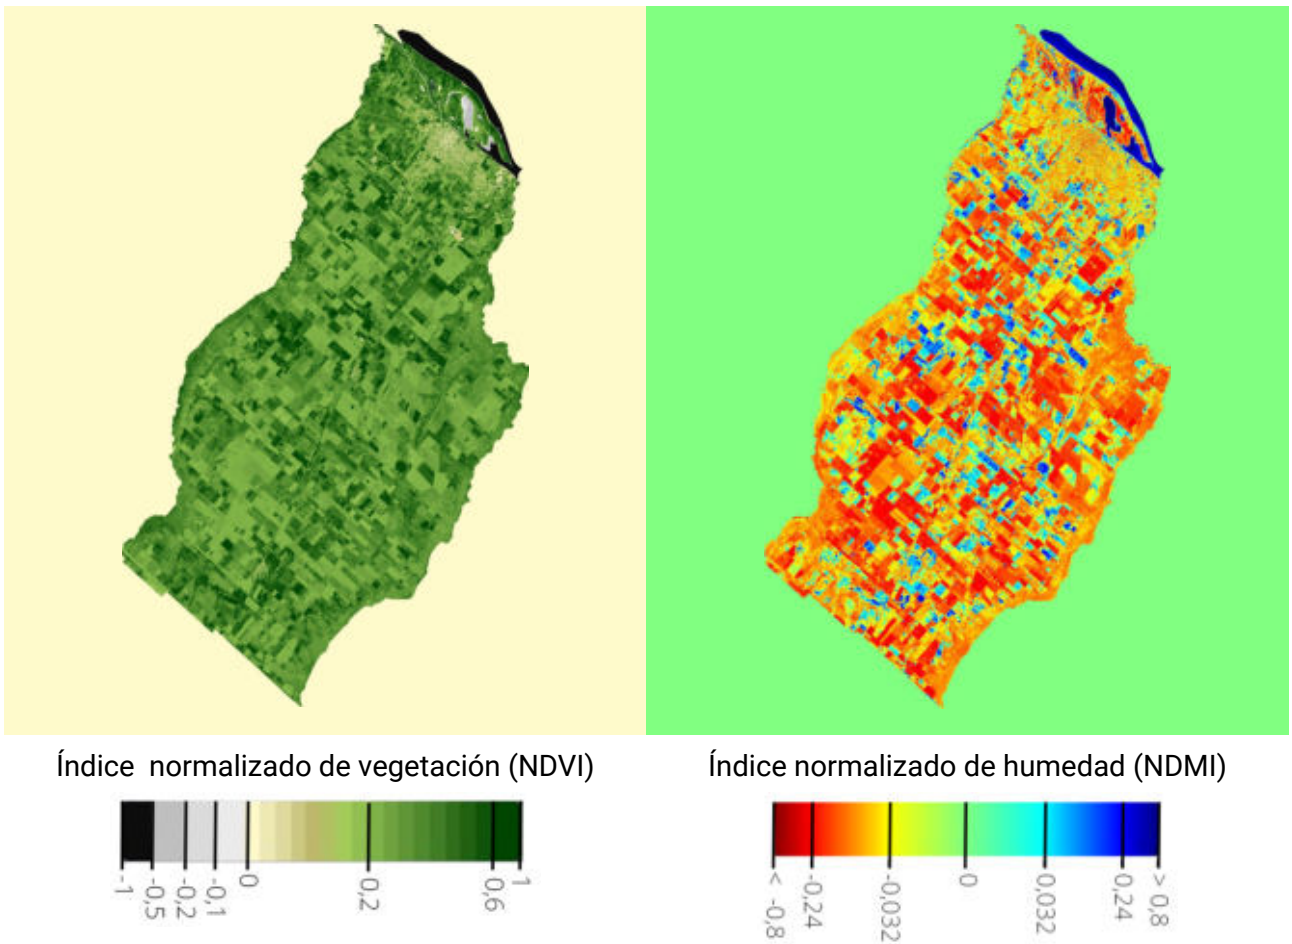 Índice  normalizado de vegetación (NDVI)
-1 -0,5 -0,2 -0,1 0 0,2 0,6 1
Índice normalizado de humedad (NDMI)
< -0,8 -0,24 -0,032 0 0,032 0,24 > 0,8